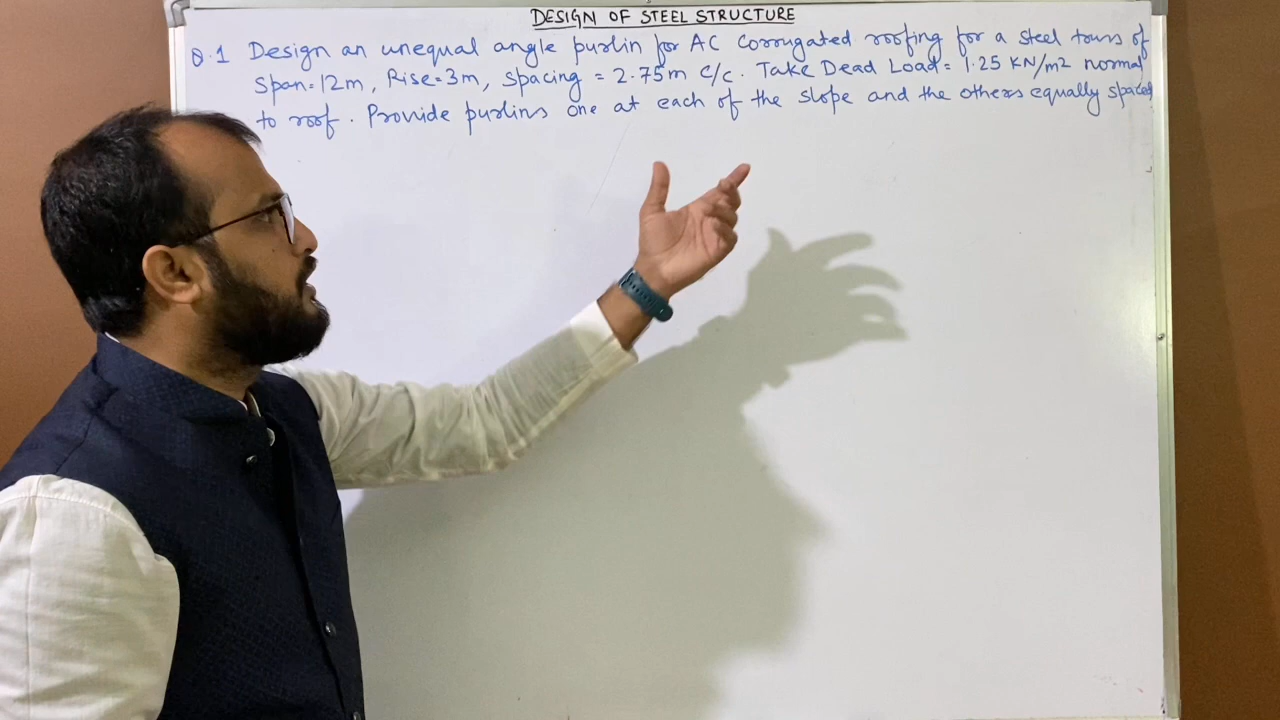 DESIGN OF STEEL STRUCTURE
Q.1 Design an unequal angle purlin for AC Corrugated roofing for a steel truss of
Span=12m, Rise=3m, spacing = 2.75m c/c. Take Dead Load= 1.25 KN/m2 normal
to roof. Provide purlins one at each of the slope and the others equally spaced